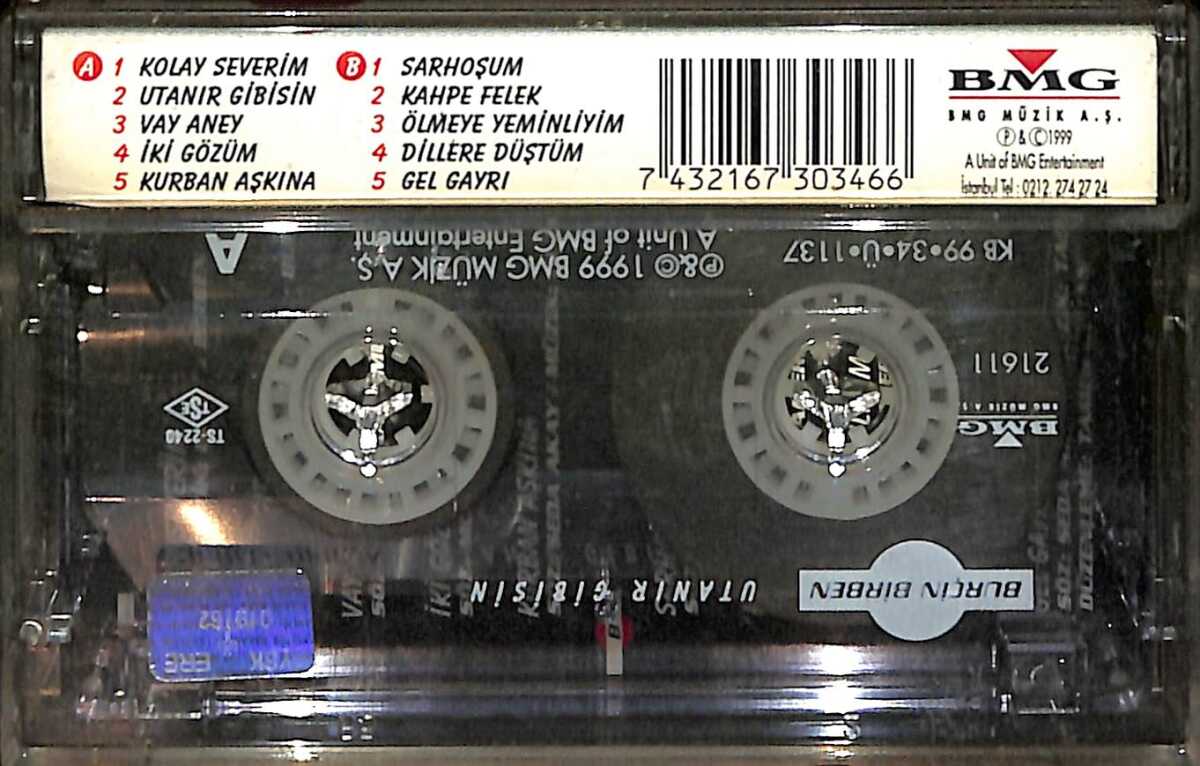 A 1 KOLAY SEVERİM
2 UTANIR GİBİSİN
3 VAY ANEY
4 İKİ GÖZÜM
5 KURBAN AŞKINA
B 1 SARHOŞUM
2 KAHPE FELEK
3 ÖLMEYE YEMİNLİYİM
4 DİLLERE DÜŞTÜM
5 GEL GAYRI
7 432167 303466
BMG
BMG MÜZİK A.Ş.
℗ & © 1999
A Unit of BMG Entertainment
İstanbul Tel : 0212. 274 27 24
A
℗&© 1999 BMG MÜZİK A.Ş.
A Unit of BMG Entertainment
KB 99•34•Ü•1137
21611
BMG
BMG MÜZİK A.Ş.
TSE
TS-2240
BURÇİN BİRBEN
UTANIR GİBİSİN